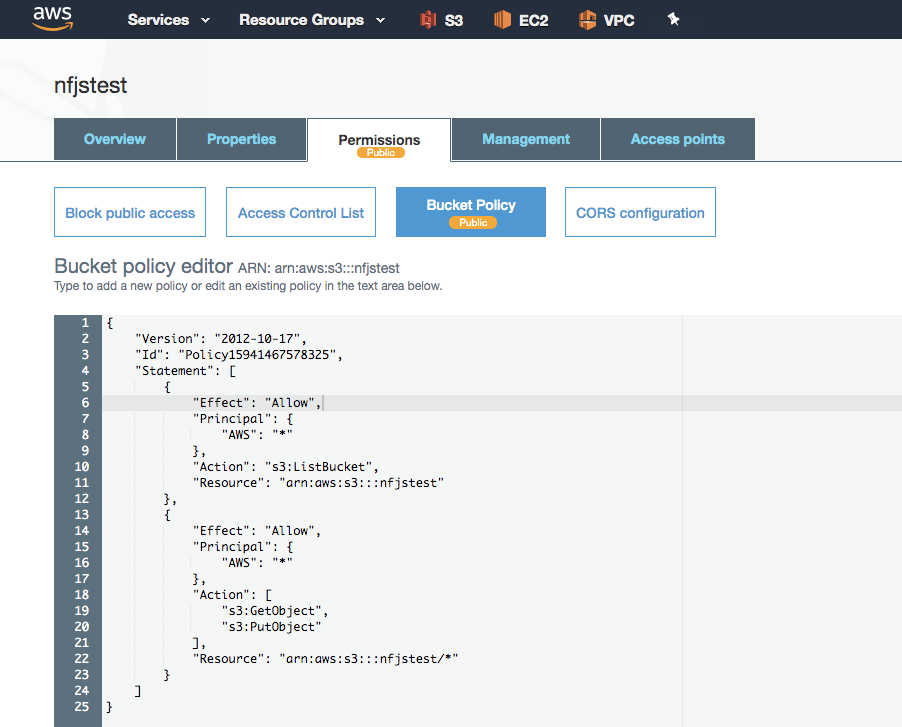 aws Services Resource Groups S3 EC2 VPC
nfjstest
Overview Properties Permissions Management Access points
Public
Block public access Access Control List Bucket Policy CORS configuration
Public
Bucket policy editor ARN: arn:aws:s3:::nfjstest
Type to add a new policy or edit an existing policy in the text area below.
1 {
2     "Version": "2012-10-17",
3     "Id": "Policy15941467578325",
4     "Statement": [
5         {
6             "Effect": "Allow",
7             "Principal": {
8                 "AWS": "*"
9             },
10             "Action": "s3:ListBucket",
11             "Resource": "arn:aws:s3:::nfjstest"
12         },
13         {
14             "Effect": "Allow",
15             "Principal": {
16                 "AWS": "*"
17             },
18             "Action": [
19                 "s3:GetObject",
20                 "s3:PutObject"
21             ],
22             "Resource": "arn:aws:s3:::nfjstest/*"
23         }
24     ]
25 }